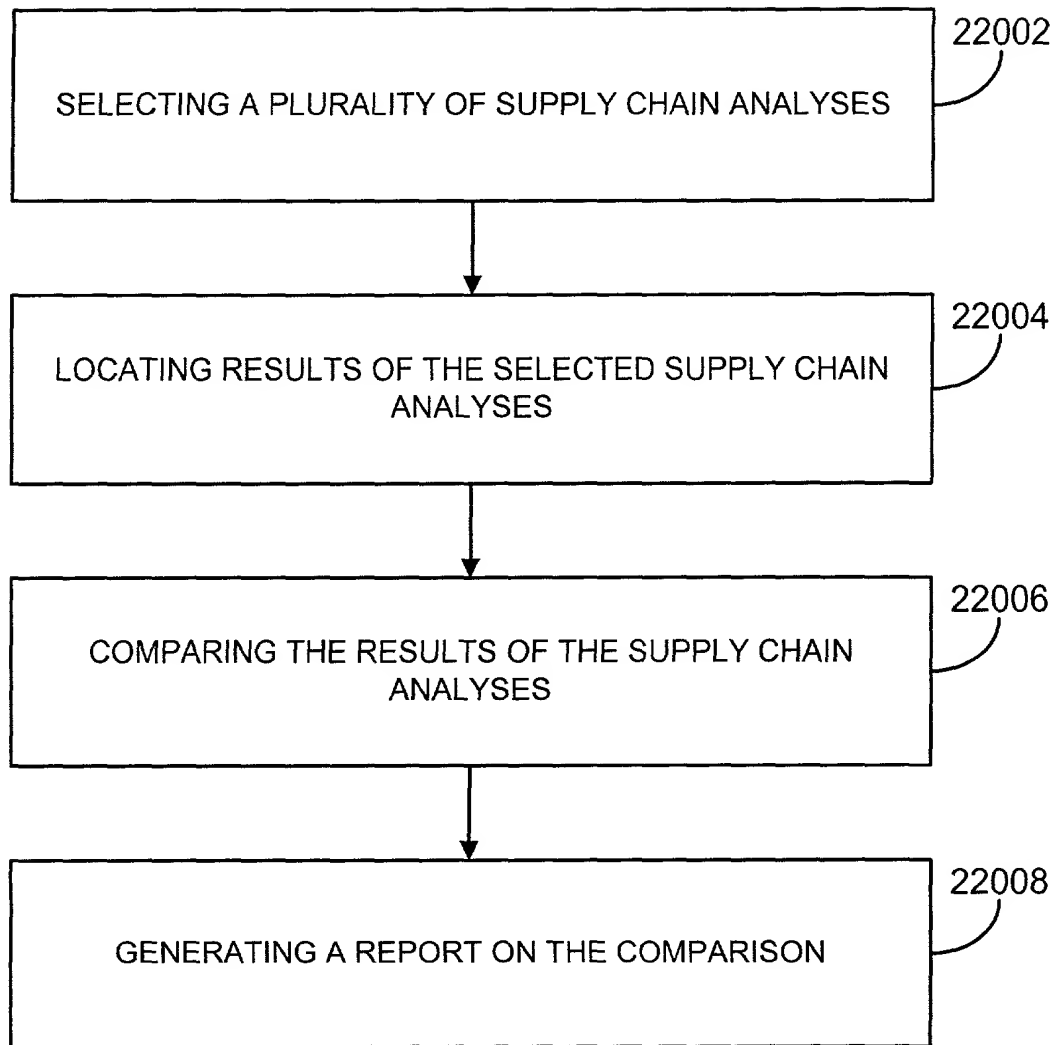 22002
SELECTING A PLURALITY OF SUPPLY CHAIN ANALYSES
22004
LOCATING RESULTS OF THE SELECTED SUPPLY CHAIN
ANALYSES
22006
COMPARING THE RESULTS OF THE SUPPLY CHAIN
ANALYSES
22008
GENERATING A REPORT ON THE COMPARISON